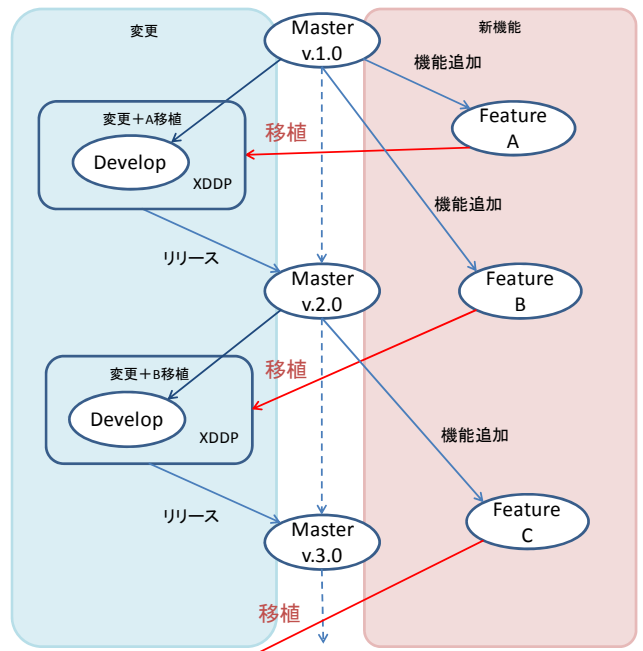 変更
Master
v.1.0
新機能
機能追加
変更＋A移植
移植
Feature
A
Develop
XDDP
機能追加
リリース
Master
v.2.0
Feature
B
変更＋B移植
移植
Develop
XDDP
機能追加
リリース
Master
v.3.0
Feature
C
移植